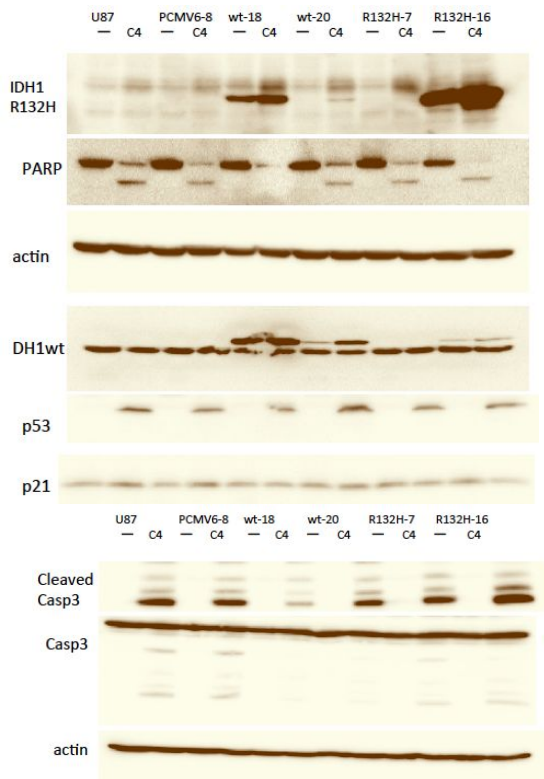 U87 PCMV6-8 wt-18 wt-20 R132H-7 R132H-16
— C4 — C4 — C4 — C4 — C4 — C4
IDH1
R132H
PARP
actin
DH1wt
p53
p21
U87 PCMV6-8 wt-18 wt-20 R132H-7 R132H-16
— C4 — C4 — C4 — C4 — C4 — C4
Cleaved
Casp3
Casp3
actin